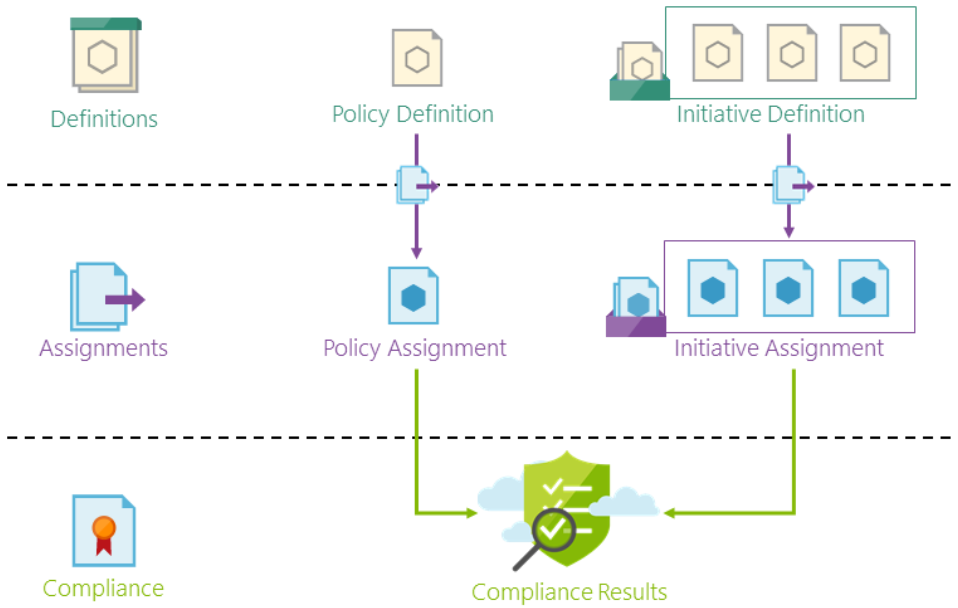 Definitions
Policy Definition
Initiative Definition
Assignments
Policy Assignment
Initiative Assignment
Compliance
Compliance Results